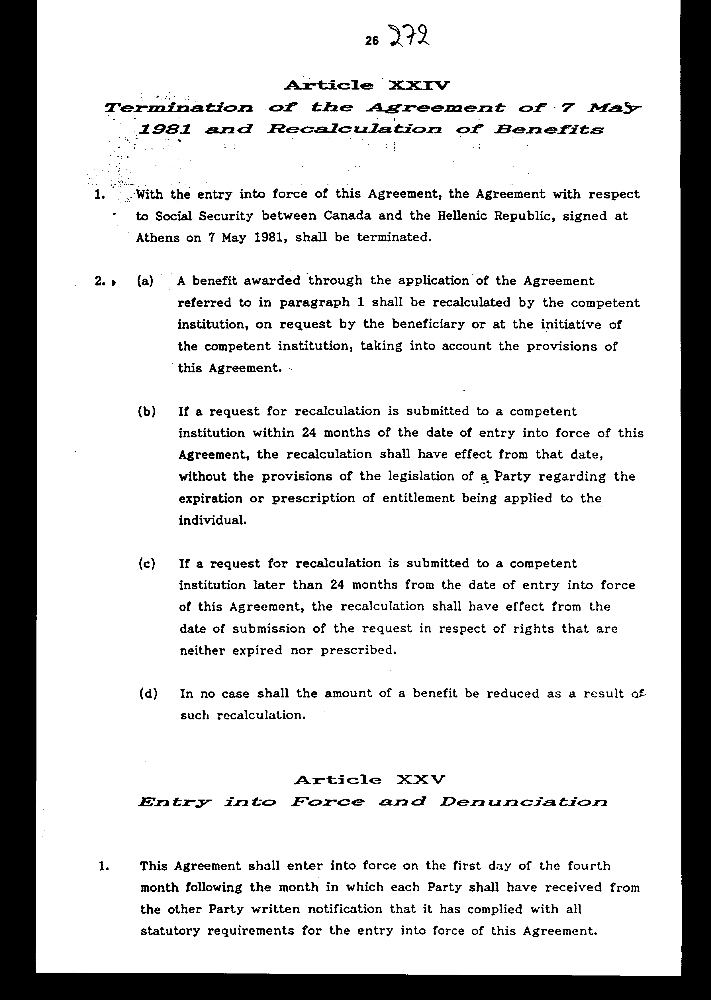 26 272
Article XXIV
Termination of the Agreement of 7 May
1981 and Recalculation of Benefits
1. With the entry into force of this Agreement, the Agreement with respect
to Social Security between Canada and the Hellenic Republic, signed at
Athens on 7 May 1981, shall be terminated.
2. (a) A benefit awarded through the application of the Agreement
referred to in paragraph 1 shall be recalculated by the competent
institution, on request by the beneficiary or at the initiative of
the competent institution, taking into account the provisions of
this Agreement.
(b) If a request for recalculation is submitted to a competent
institution within 24 months of the date of entry into force of this
Agreement, the recalculation shall have effect from that date,
without the provisions of the legislation of a Party regarding the
expiration or prescription of entitlement being applied to the
individual.
(c) If a request for recalculation is submitted to a competent
institution later than 24 months from the date of entry into force
of this Agreement, the recalculation shall have effect from the
date of submission of the request in respect of rights that are
neither expired nor prescribed.
(d) In no case shall the amount of a benefit be reduced as a result of
such recalculation.
Article XXV
Entry into Force and Denunciation
1. This Agreement shall enter into force on the first day of the fourth
month following the month in which each Party shall have received from
the other Party written notification that it has complied with all
statutory requirements for the entry into force of this Agreement.